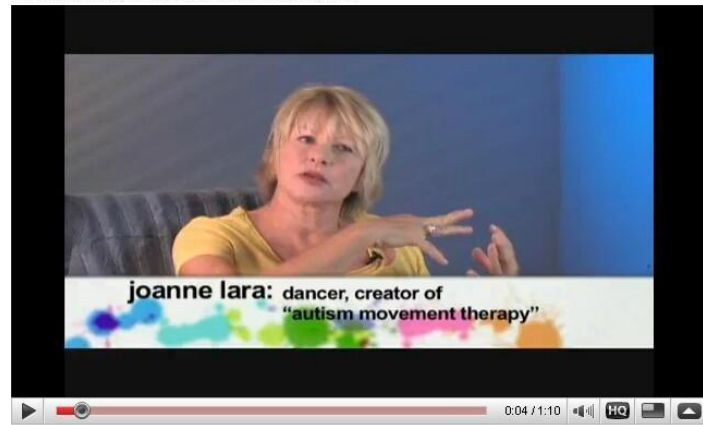 joanne lara: dancer, creator of
"autism movement therapy"
0:04 / 1:10
HQ